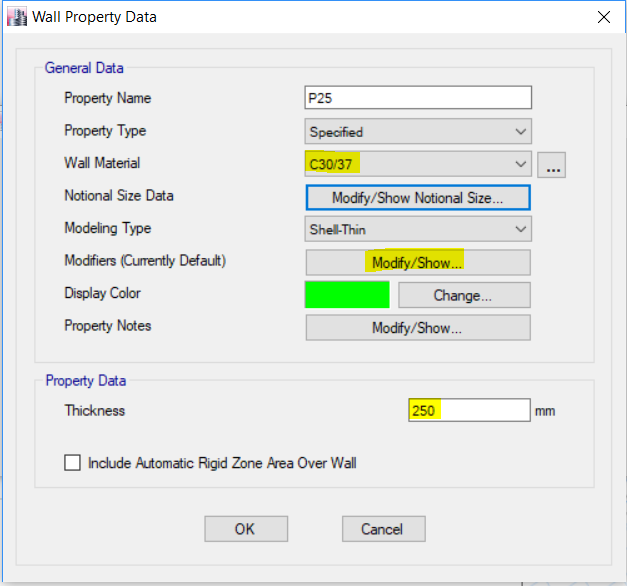 Wall Property Data
General Data
Property Name P25
Property Type Specified
Wall Material C30/37 ...
Notional Size Data Modify/Show Notional Size...
Modeling Type Shell-Thin
Modifiers (Currently Default) Modify/Show...
Display Color Change...
Property Notes Modify/Show...
Property Data
Thickness 250 mm
Include Automatic Rigid Zone Area Over Wall
OK Cancel